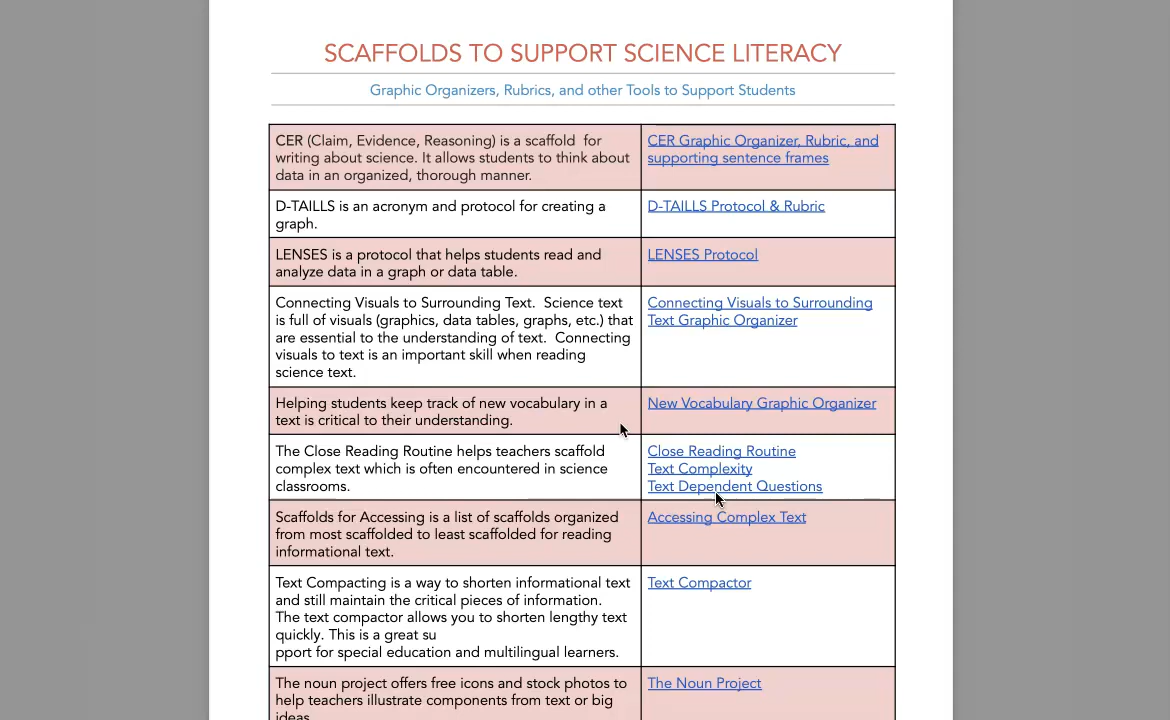 SCAFFOLDS TO SUPPORT SCIENCE LITERACY
Graphic Organizers, Rubrics, and other Tools to Support Students
CER (Claim, Evidence, Reasoning) is a scaffold  for
writing about science. It allows students to think about
data in an organized, thorough manner.
CER Graphic Organizer, Rubric, and
supporting sentence frames
D-TAILLS is an acronym and protocol for creating a
graph.
D-TAILLS Protocol & Rubric
LENSES is a protocol that helps students read and
analyze data in a graph or data table.
LENSES Protocol
Connecting Visuals to Surrounding Text.  Science text
is full of visuals (graphics, data tables, graphs, etc.) that
are essential to the understanding of text.  Connecting
visuals to text is an important skill when reading
science text.
Connecting Visuals to Surrounding
Text Graphic Organizer
Helping students keep track of new vocabulary in a
text is critical to their understanding.
New Vocabulary Graphic Organizer
The Close Reading Routine helps teachers scaffold
complex text which is often encountered in science
classrooms.
Close Reading Routine
Text Complexity
Text Dependent Questions
Scaffolds for Accessing is a list of scaffolds organized
from most scaffolded to least scaffolded for reading
informational text.
Accessing Complex Text
Text Compacting is a way to shorten informational text
and still maintain the critical pieces of information.
The text compactor allows you to shorten lengthy text
quickly. This is a great su
pport for special education and multilingual learners.
Text Compactor
The noun project offers free icons and stock photos to
help teachers illustrate components from text or big
ideas.
The Noun Project